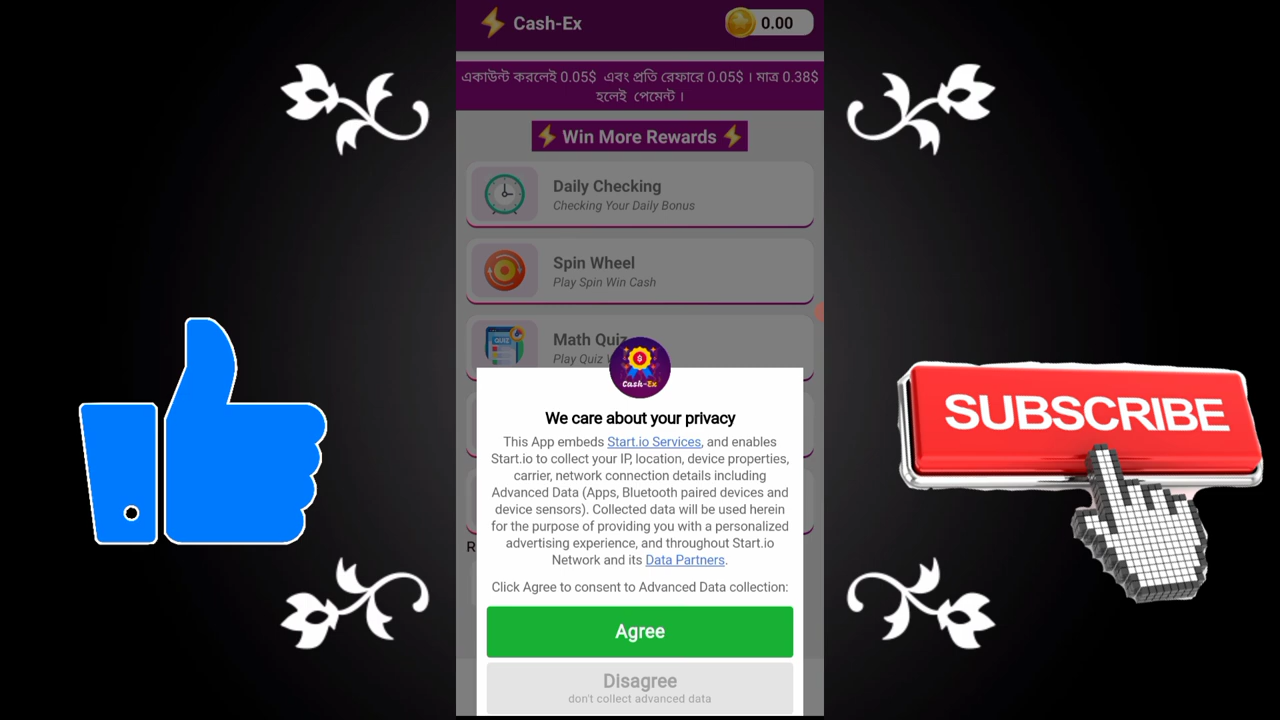 Cash-Ex
0.00
একাউন্ট করলেই 0.05$ এবং প্রতি রেফারে 0.05$ । মাত্র 0.38$
হলেই পেমেন্ট ।
Win More Rewards
Daily Checking
Checking Your Daily Bonus
Spin Wheel
Play Spin Win Cash
QUIZ
Math Quiz
Play Quiz
Cash-Ex
We care about your privacy
This App embeds Start.io Services, and enables
Start.io to collect your IP, location, device properties,
carrier, network connection details including
Advanced Data (Apps, Bluetooth paired devices and
device sensors). Collected data will be used herein
for the purpose of providing you with a personalized
advertising experience, and throughout Start.io
Network and its Data Partners.
Click Agree to consent to Advanced Data collection:
Agree
Disagree
don't collect advanced data
SUBSCRIBE